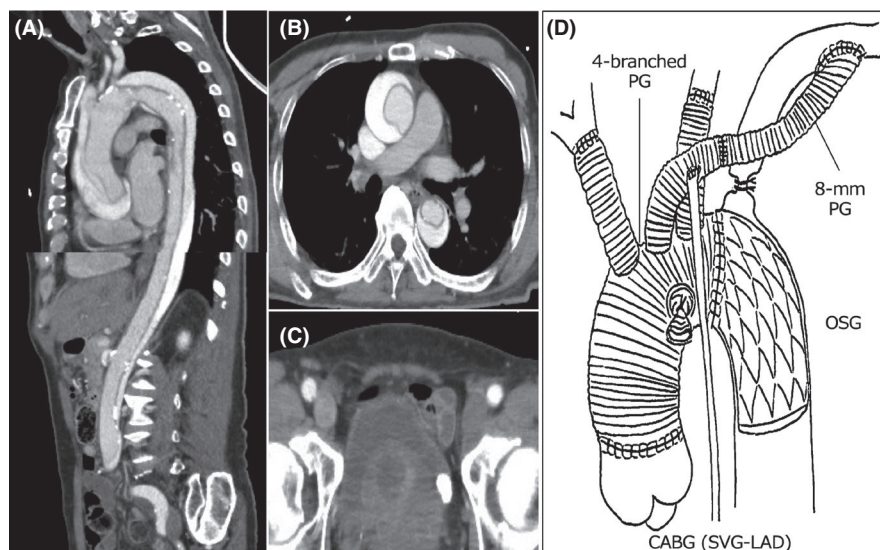 (A)
(B)
(C)
(D)
4-branched
PG
8-mm
PG
OSG
CABG (SVG-LAD)